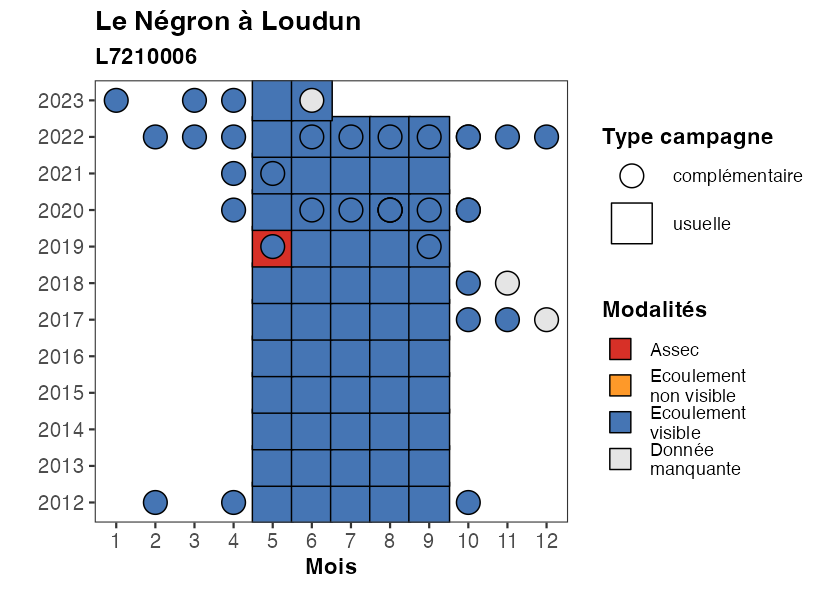 Le Négron à Loudun
L7210006
2023
2022
2021
2020
2019
2018
2017
2016
2015
2014
2013
2012
1 2 3 4 5 6 7 8 9 10 11 12
Mois
Type campagne
complémentaire
usuelle
Modalités
Assec
Ecoulement
non visible
Ecoulement
visible
Donnée
manquante